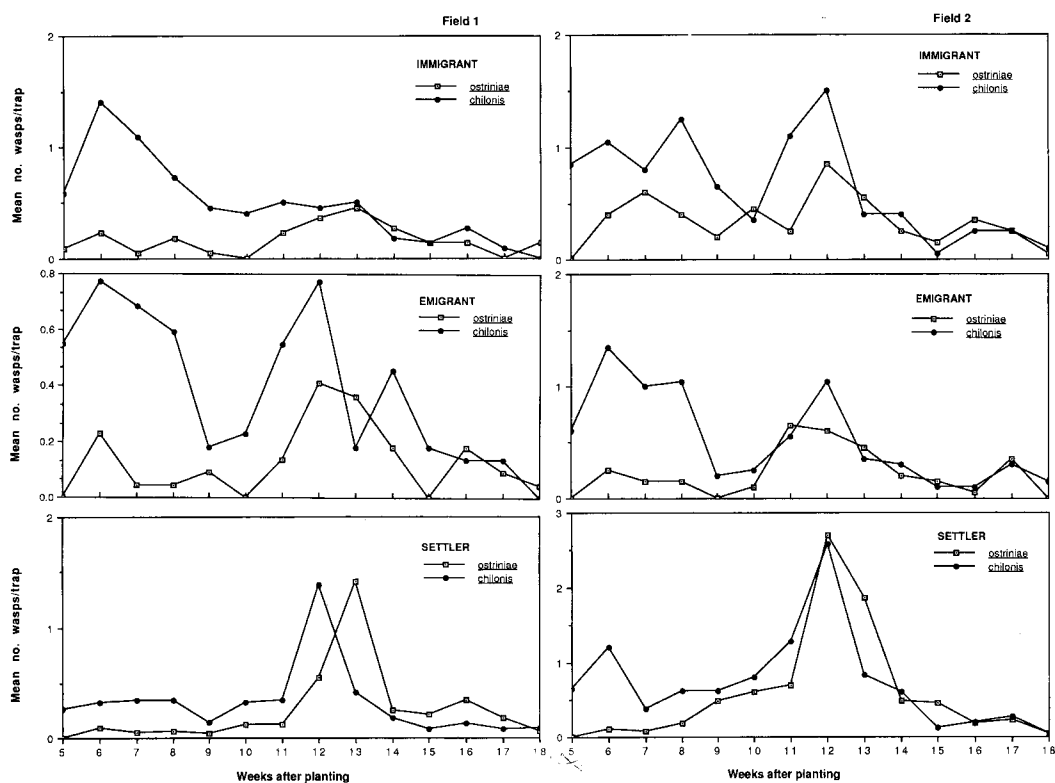 Field 1
Field 2
2
IMMIGRANT
ostriniae
chilonis
1
0
Mean no. wasps/trap
2
IMMIGRANT
ostriniae
chilonis
1
0
0.8
EMIGRANT
ostriniae
chilonis
0.6
0.4
0.2
0.0
Mean no. wasps/trap
2
EMIGRANT
ostriniae
chilonis
1
0
2
SETTLER
ostriniae
chilonis
1
0
Mean no. wasps/trap
5 6 7 8 9 10 11 12 13 14 15 16 17 18
Weeks after planting
3
SETTLER
ostriniae
chilonis
2
1
0
5 6 7 8 9 10 11 12 13 14 15 16 17 18
Weeks after planting